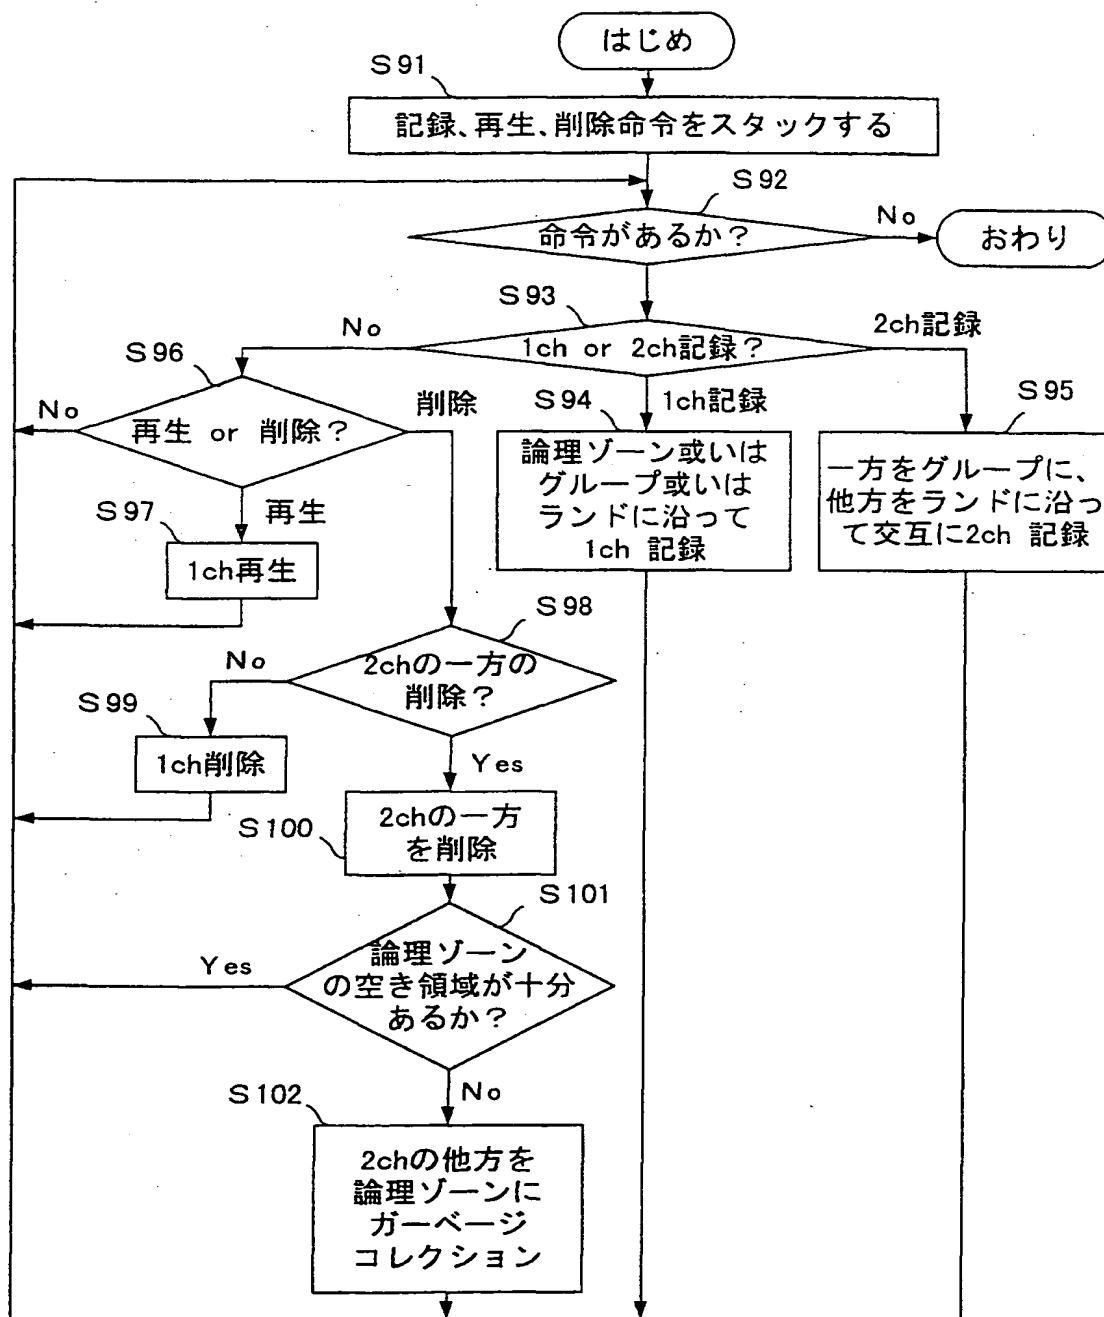 はじめ
S91
記録、再生、削除命令をスタックする
S92
命令があるか?
No
おわり
S93
1ch or 2ch記録?
No
2ch記録
S96
再生 or 削除?
No
削除
S94
1ch記録
論理ゾーン或いは
グルーブ或いは
ランドに沿って
1ch 記録
S95
一方をグルーブに、
他方をランドに沿っ
て交互に2ch 記録
S97
再生
1ch再生
S98
2chの一方の
削除?
No
S99
1ch削除
Yes
S100
2chの一方
を削除
S101
論理ゾーン
の空き領域が十分
あるか?
Yes
No
S102
2chの他方を
論理ゾーンに
ガーベージ
コレクション